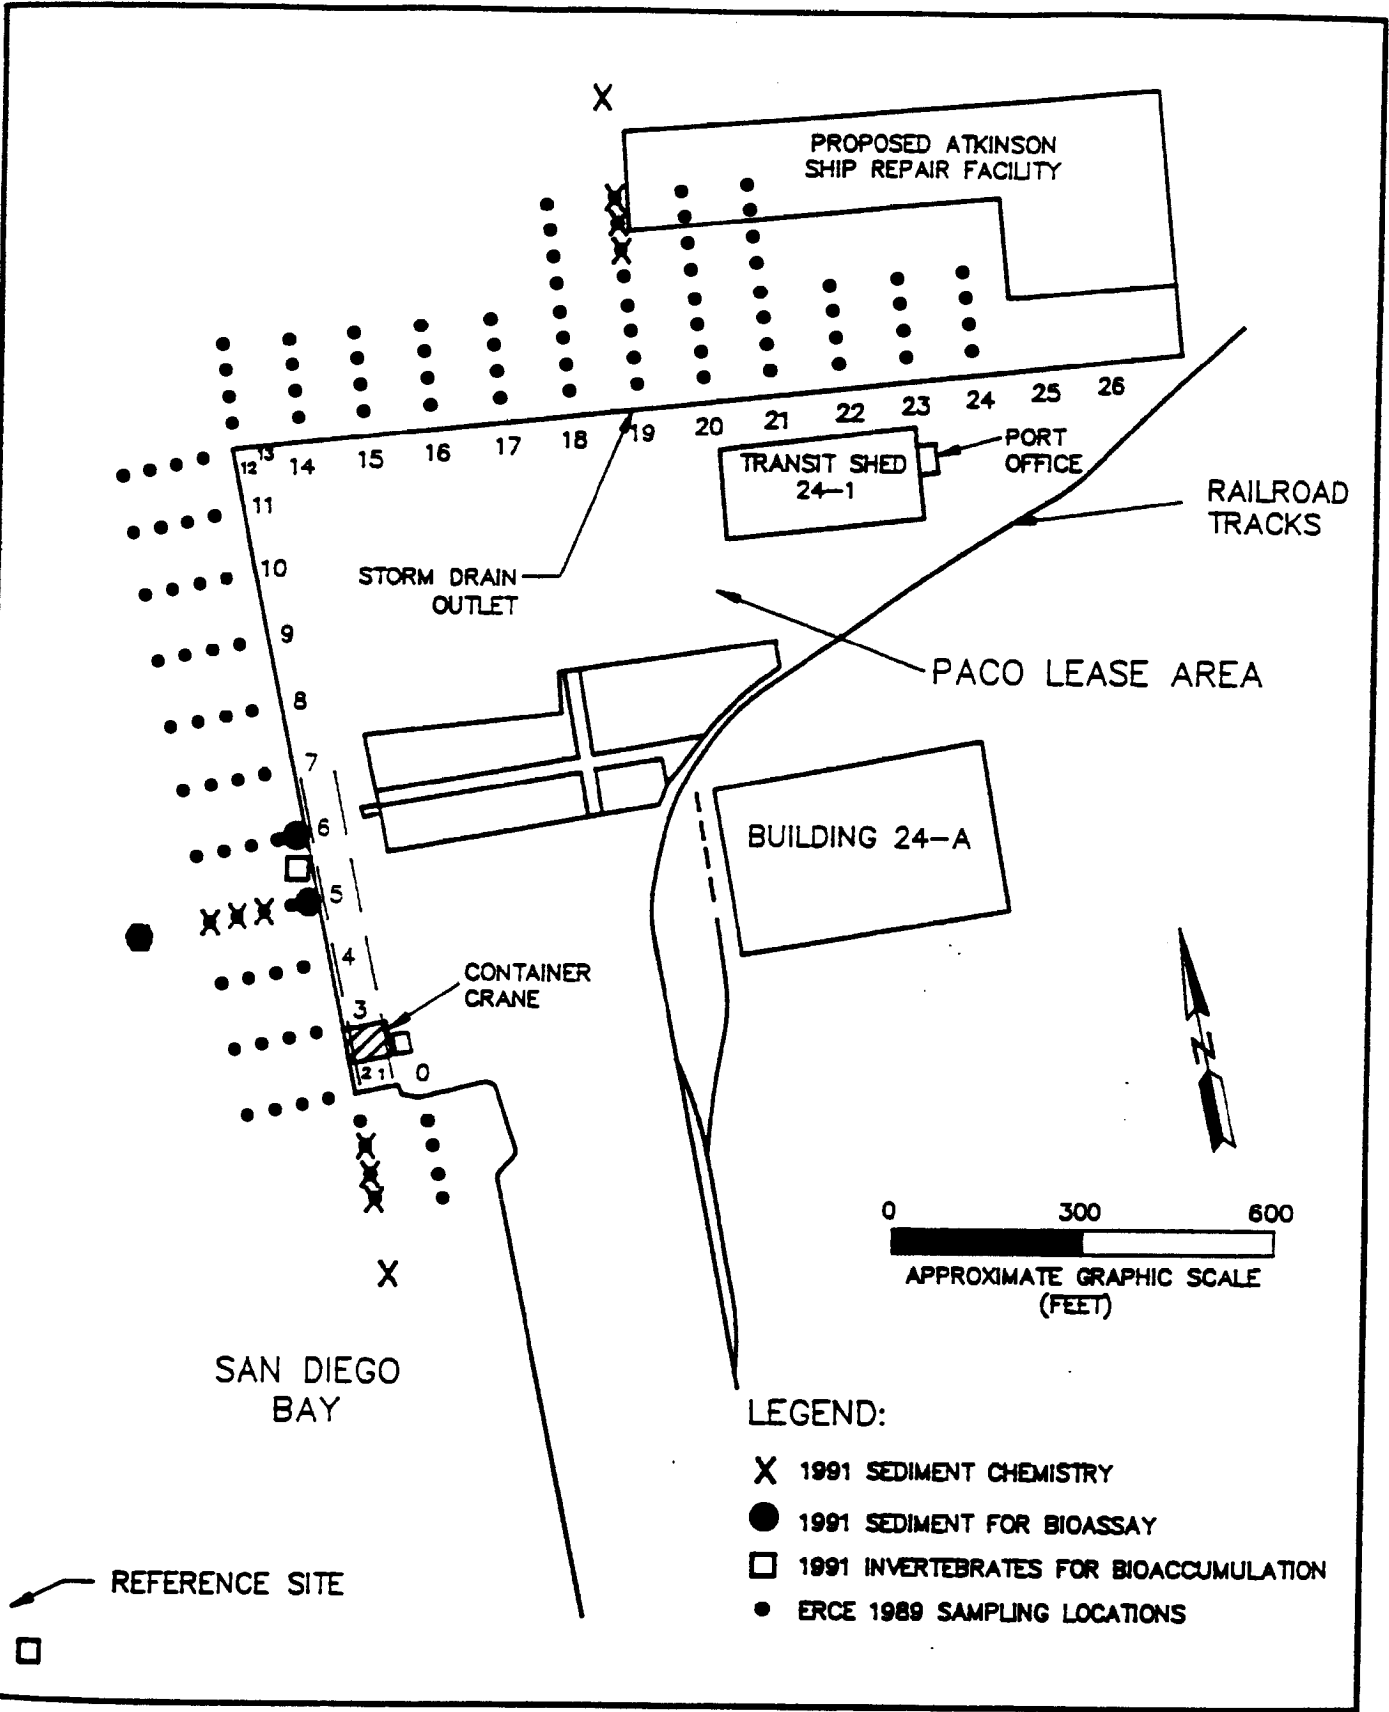 PROPOSED ATKINSON
SHIP REPAIR FACILITY
26
25
24
23
22
21
20
19
18
17
16
15
14
13
12
11
10
9
8
7
6
5
4
3
2 1 0
PORT
OFFICE
TRANSIT SHED
24-1
RAILROAD
TRACKS
STORM DRAIN
OUTLET
PACO LEASE AREA
BUILDING 24-A
CONTAINER
CRANE
N
0 300 600
APPROXIMATE GRAPHIC SCALE
(FEET)
SAN DIEGO
BAY
LEGEND:
X 1991 SEDIMENT CHEMISTRY
1991 SEDIMENT FOR BIOASSAY
1991 INVERTEBRATES FOR BIOACCUMULATION
ERCE 1989 SAMPLING LOCATIONS
REFERENCE SITE